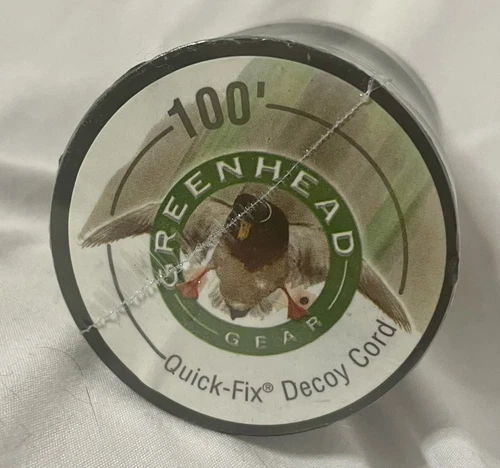 100'
GREENHEAD
GEAR
Quick-Fix® Decoy Cord